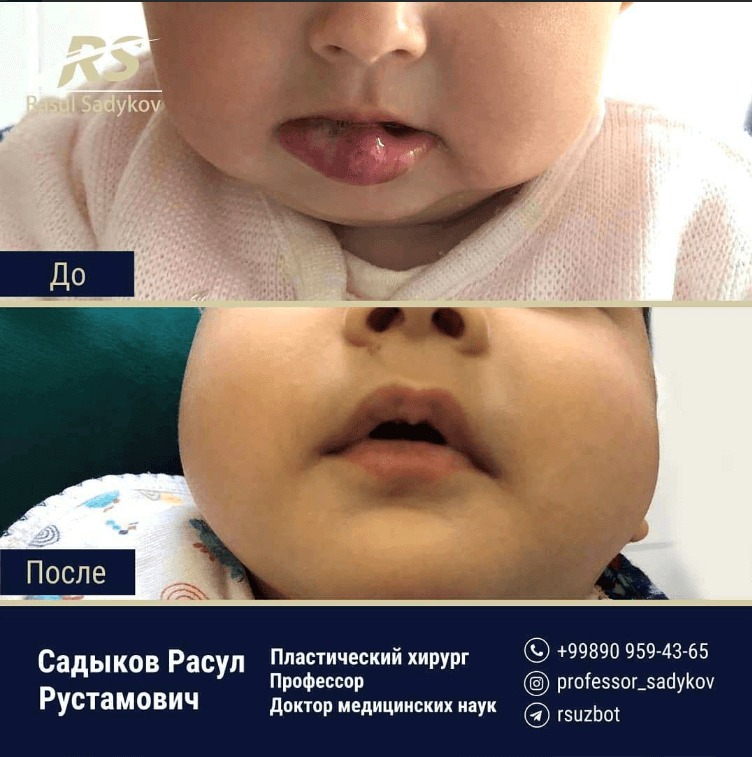 RS
Rasul Sadykov
До
После
Садыков Расул
Рустамович
Пластический хирург
Профессор
Доктор медицинских наук
+99890 959-43-65
professor_sadykov
rsuzbot